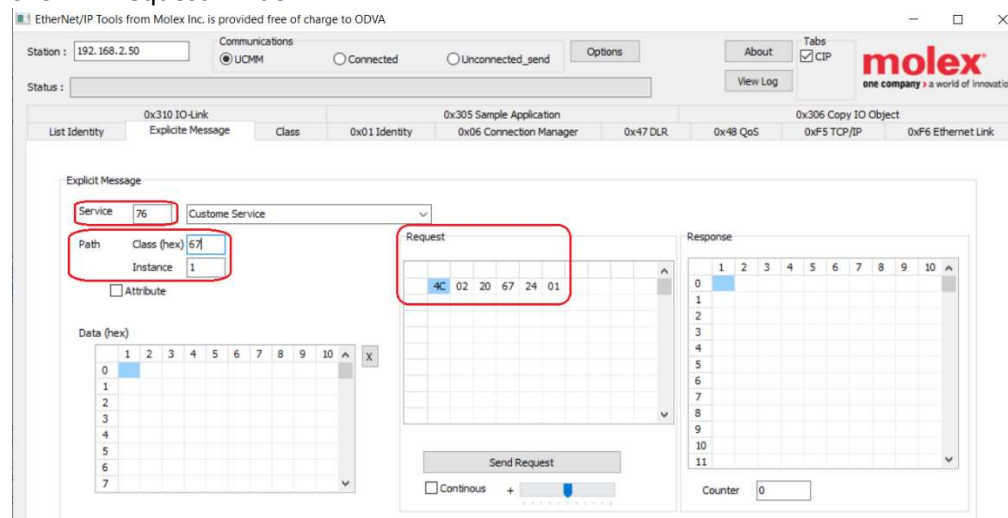 EtherNet/IP Tools from Molex Inc. is provided free of charge to ODVA
Station : 192.168.2.50
Communications
UCMM Connected Unconnected_send
Options
About
View Log
Tabs
CIP
molex
one company › a world of innovatio
Status :
0x310 IO-Link 0x305 Sample Application 0x306 Copy IO Object
List Identity Explicite Message Class 0x01 Identity 0x06 Connection Manager 0x47 DLR 0x48 QoS 0xF5 TCP/IP 0xF6 Ethernet Link
Explicit Message
Service 76 Custome Service
Path Class (hex) 67
Instance 1
Attribute
Data (hex)
1 2 3 4 5 6 7 8 9 10
X
0
1
2
3
4
5
6
7
Request
4C 02 20 67 24 01
Send Request
Continous +
Response
1 2 3 4 5 6 7 8 9 10
0
1
2
3
4
5
6
7
8
9
10
11
Counter 0